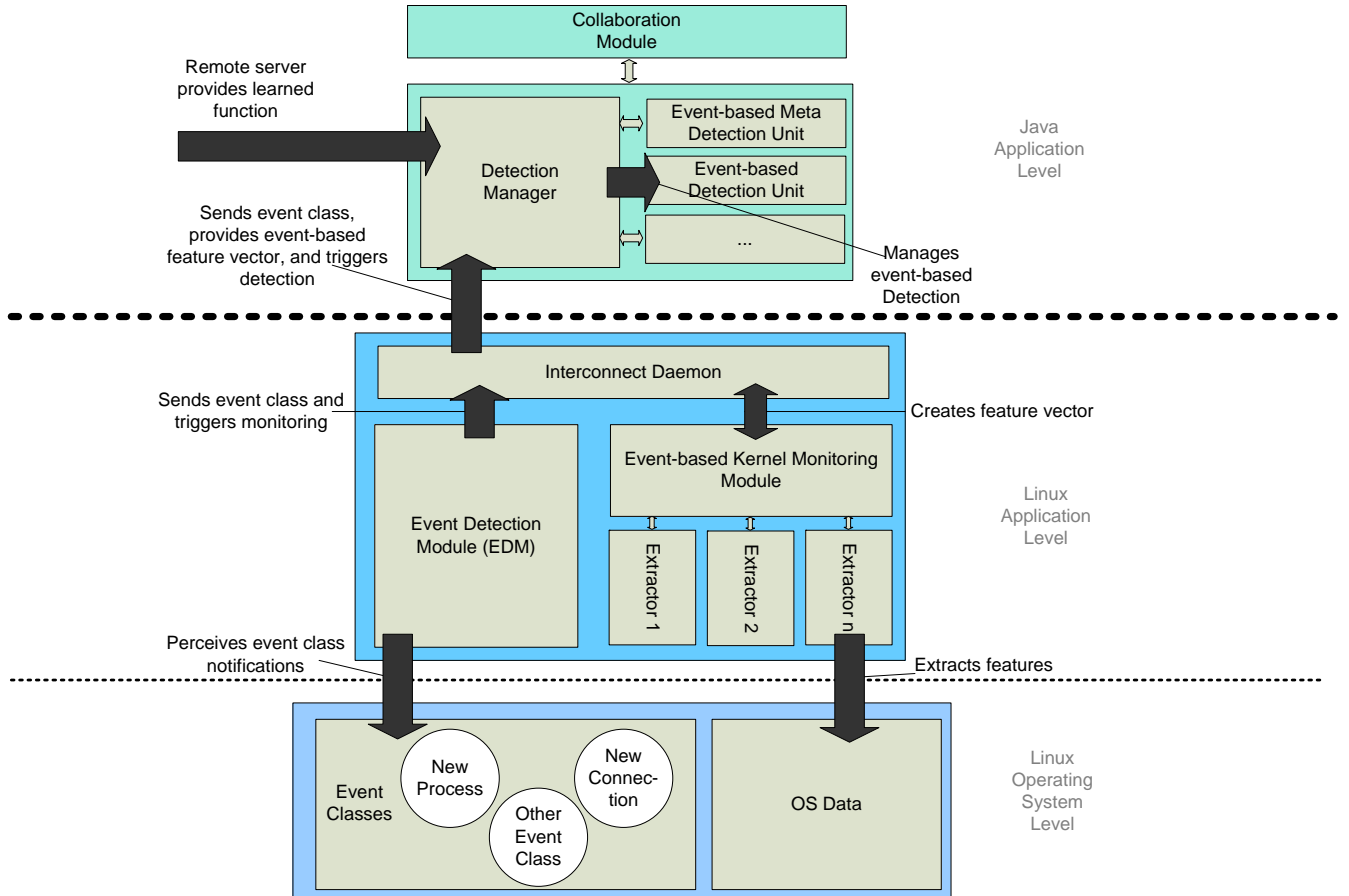 Collaboration
Module
Remote server
provides learned
function
Event-based Meta
Detection Unit
Java
Application
Level
Detection
Manager
Event-based
Detection Unit
...
Sends event class,
provides event-based
feature vector, and triggers
detection
Manages
event-based
Detection
Interconnect Daemon
Sends event class and
triggers monitoring
Creates feature vector
Event-based Kernel Monitoring
Module
Linux
Application
Level
Event Detection
Module (EDM)
Extractor 1
Extractor 2
Extractor n
Perceives event class
notifications
Extracts features
Event
Classes
New
Process
Other
Event
Class
New
Connec-
tion
OS Data
Linux
Operating
System
Level